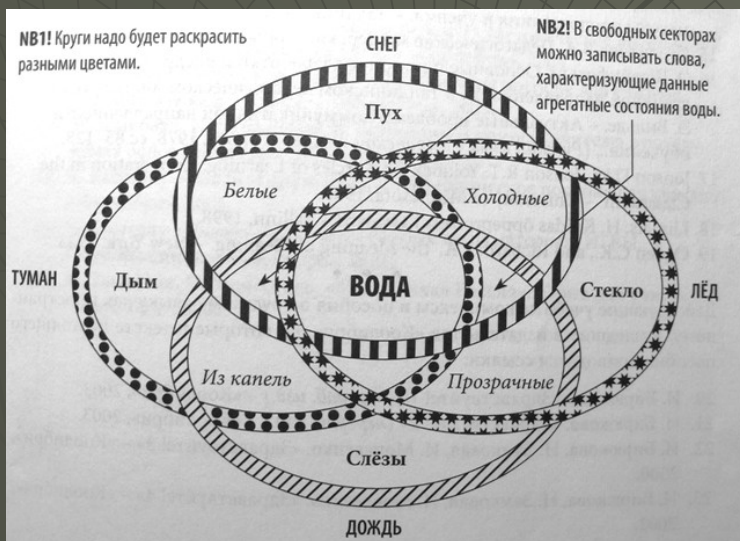 NB1! Круги надо будет раскрасить
разными цветами.
NB2! В свободных секторах
можно записывать слова,
характеризующие данные
агрегатные состояния воды.
СНЕГ
Пух
Белые
Холодные
ТУМАН
Дым
ВОДА
Стекло
ЛЁД
Из капель
Прозрачные
Слёзы
ДОЖДЬ